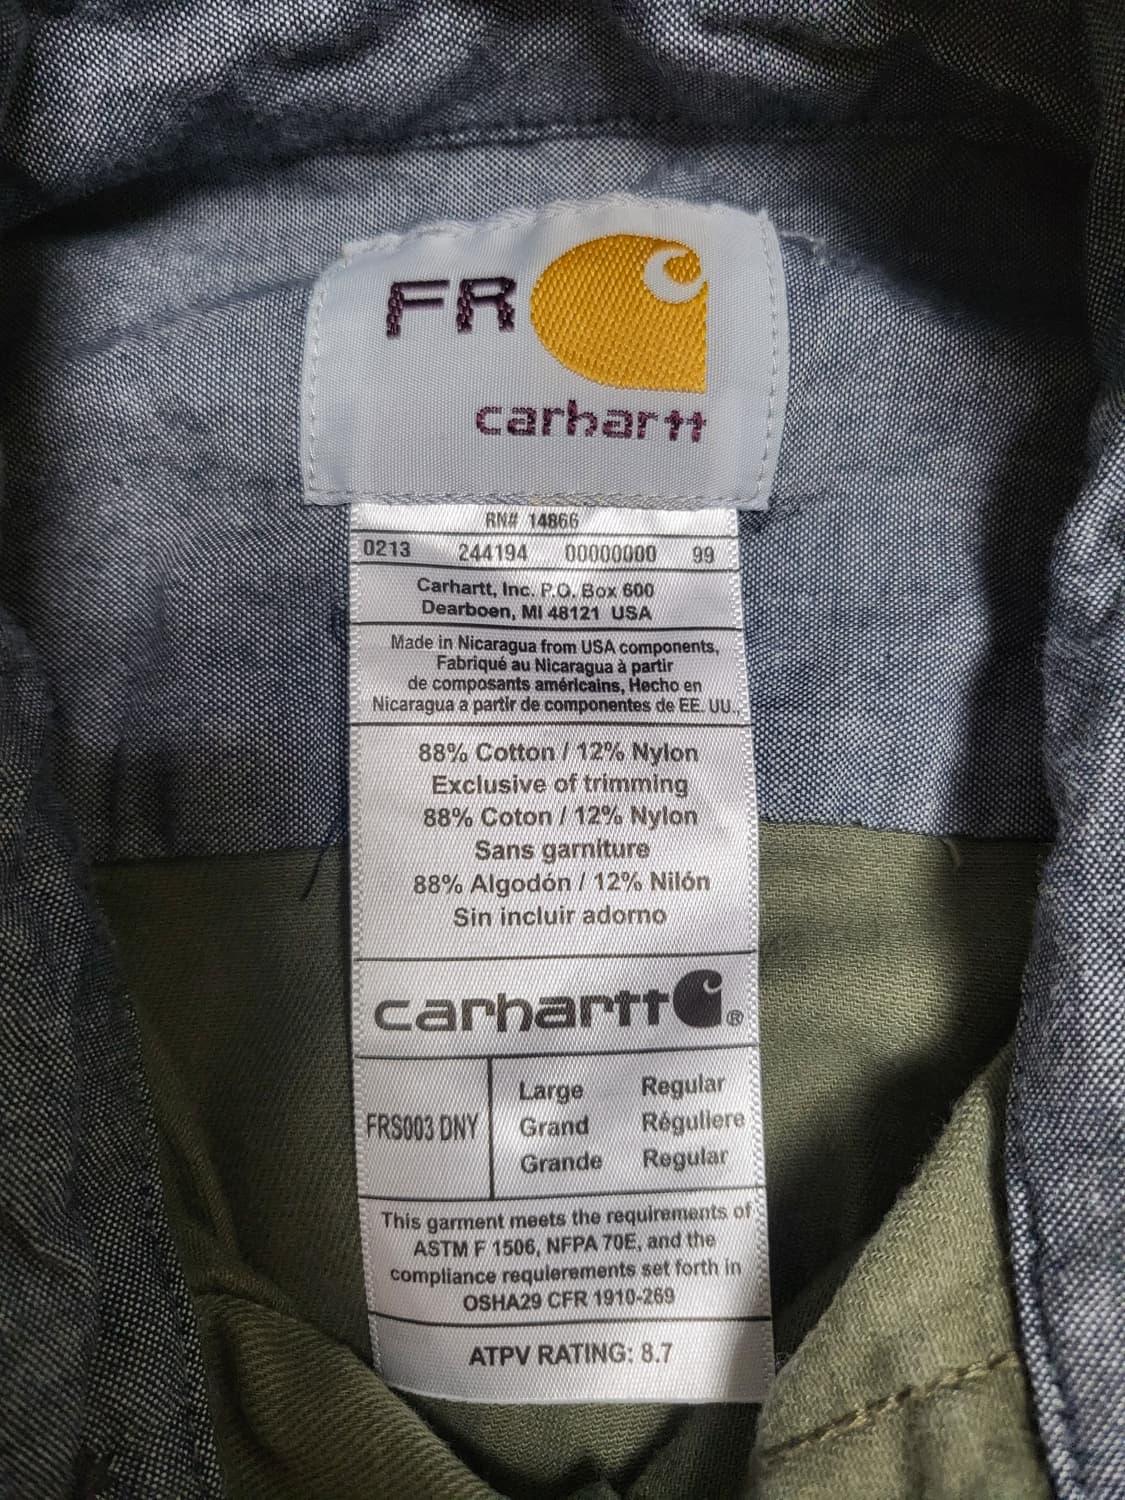 FR
carhartt
RN# 14866
0213 244194 00000000 99
Carhartt, Inc. P.O. Box 600
Dearboen, MI 48121 USA
Made in Nicaragua from USA components,
Fabriqué au Nicaragua à partir
de composants américains, Hecho en
Nicaragua a partir de componentes de EE. UU.,
88% Cotton / 12% Nylon
Exclusive of trimming
88% Coton / 12% Nylon
Sans garniture
88% Algodón / 12% Nilón
Sin incluir adorno
carhartt®
FRS003 DNY
Large Regular
Grand Réguliere
Grande Regular
This garment meets the requirements of
ASTM F 1506, NFPA 70E, and the
compliance requierements set forth in
OSHA29 CFR 1910-269
ATPV RATING: 8.7